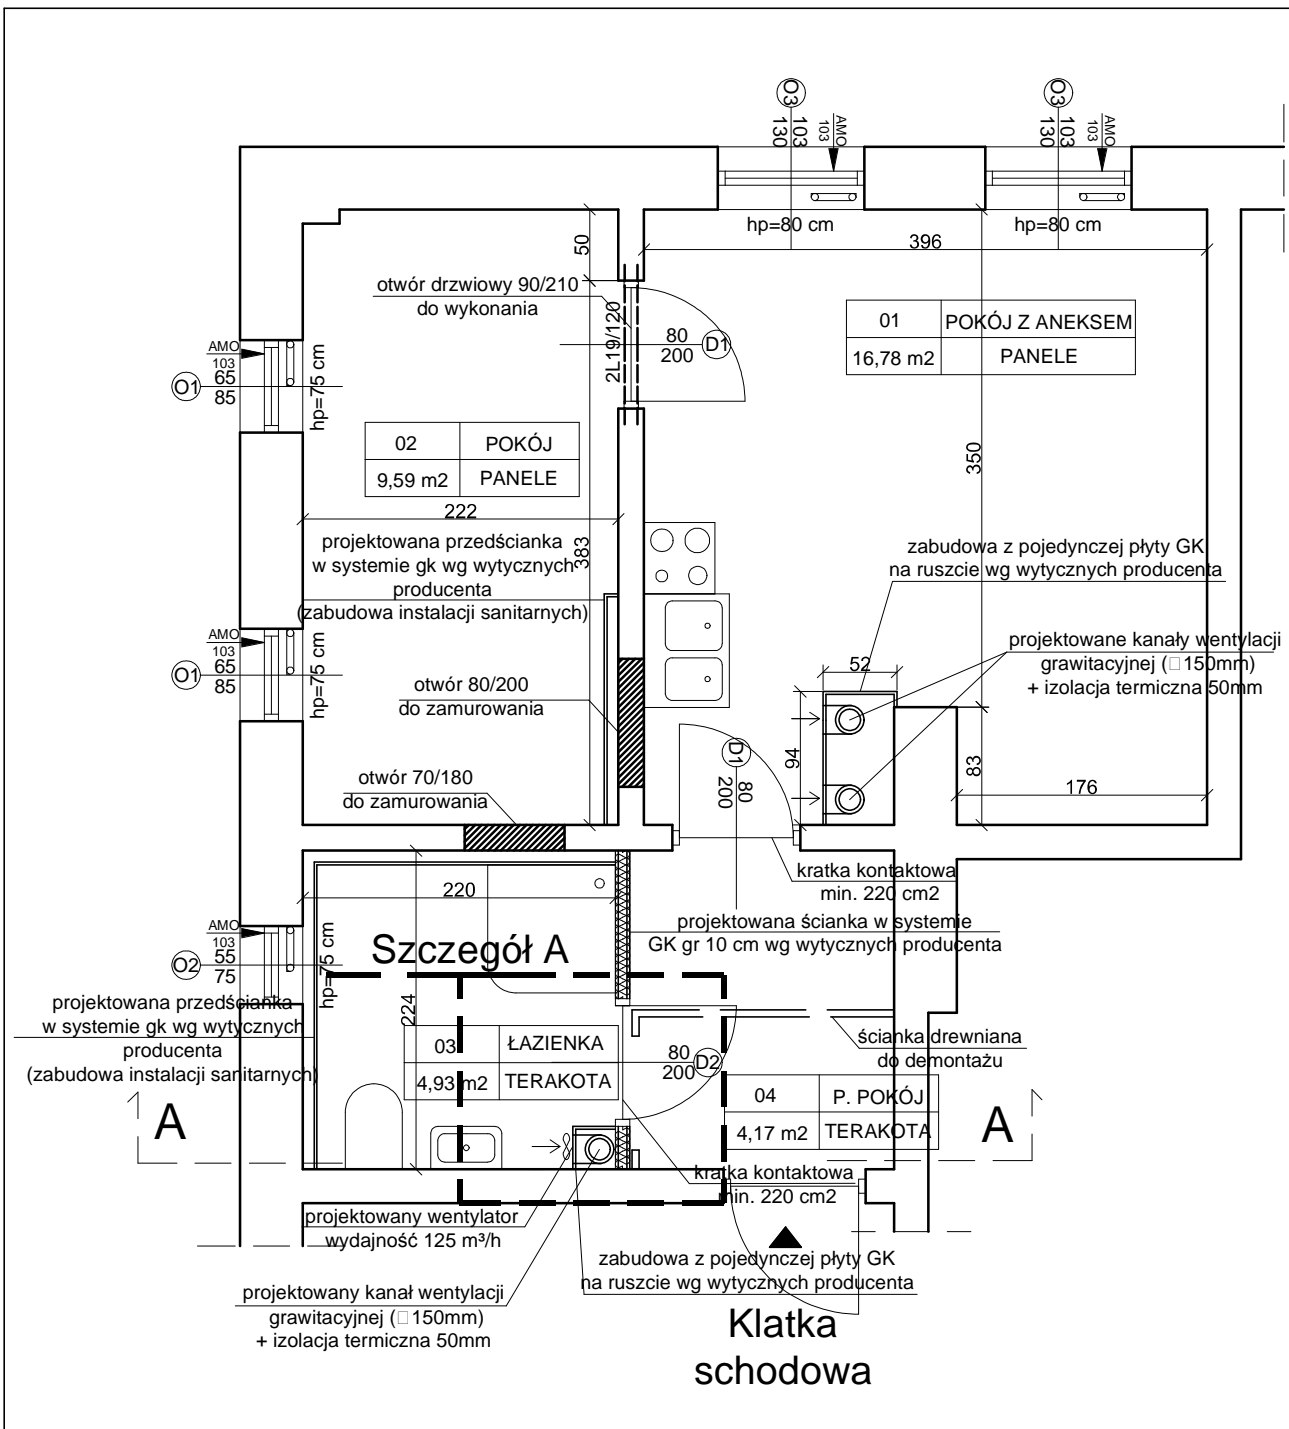 O3
103
130
AMO
103
O3
103
130
AMO
103
hp=80 cm
hp=80 cm
396
50
otwór drzwiowy 90/210
do wykonania
2L19/120
80
200
D1
01
POKÓJ Z ANEKSEM
16,78 m2
PANELE
AMO
103
O1
65
85
hp=75 cm
02
POKÓJ
9,59 m2
PANELE
350
222
383
projektowana przedścianka
w systemie gk wg wytycznych
producenta
(zabudowa instalacji sanitarnych)
zabudowa z pojedynczej płyty GK
na ruszcie wg wytycznych producenta
AMO
103
O1
65
85
hp=75 cm
projektowane kanały wentylacji
grawitacyjnej (□150mm)
+ izolacja termiczna 50mm
52
otwór 80/200
do zamurowania
94
83
D1
80
200
otwór 70/180
do zamurowania
176
kratka kontaktowa
min. 220 cm2
220
projektowana ścianka w systemie
GK gr 10 cm wg wytycznych producenta
AMO
103
O2
55
75
hp=75 cm
Szczegół A
224
projektowana przedścianka
w systemie gk wg wytycznych
producenta
(zabudowa instalacji sanitarnych)
03
ŁAZIENKA
4,93 m2
TERAKOTA
80
200
D2
ścianka drewniana
do demontażu
04
P. POKÓJ
4,17 m2
TERAKOTA
A
A
kratka kontaktowa
min. 220 cm2
projektowany wentylator
wydajność 125 m³/h
zabudowa z pojedynczej płyty GK
na ruszcie wg wytycznych producenta
projektowany kanał wentylacji
grawitacyjnej (□150mm)
+ izolacja termiczna 50mm
Klatka
schodowa